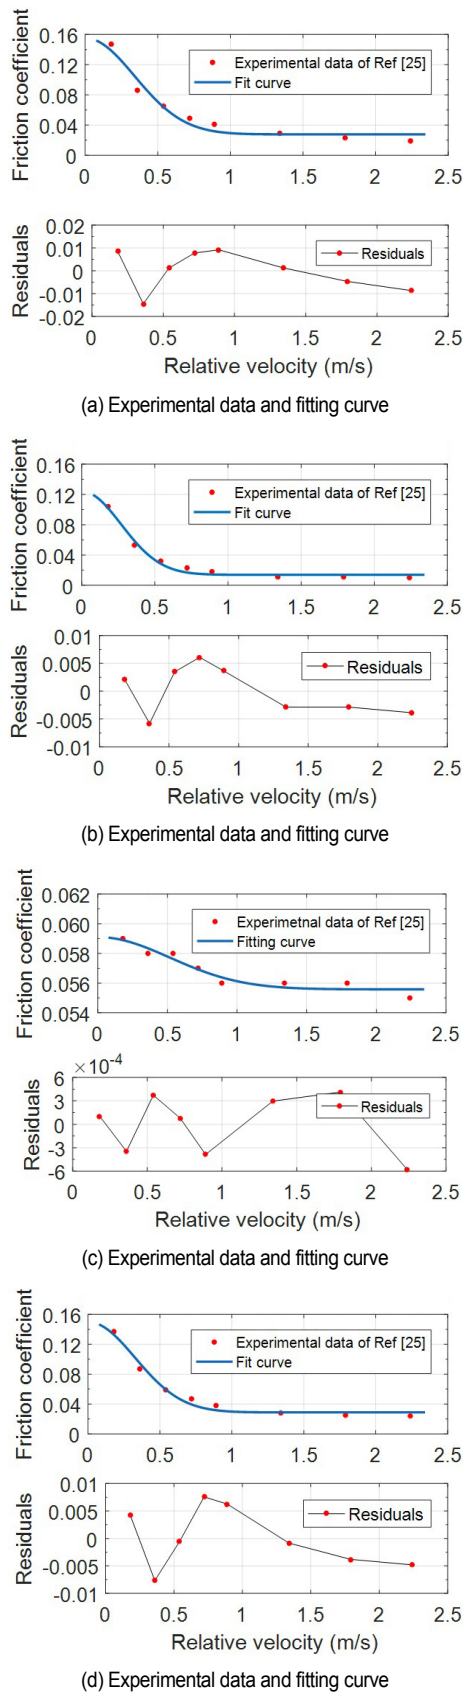 Friction coefficient
0.16
0.12
0.08
0.04
0
Experimental data of Ref [25]
Fit curve
0 0.5 1 1.5 2 2.5
Residuals
0.02
0.01
0
-0.01
-0.02
Residuals
0 0.5 1 1.5 2 2.5
Relative velocity (m/s)
(a) Experimental data and fitting curve
Friction coefficient
0.16
0.12
0.08
0.04
0
Experimental data of Ref [25]
Fit curve
0 0.5 1 1.5 2 2.5
Residuals
0.01
0.005
0
-0.005
-0.01
Residuals
0 0.5 1 1.5 2 2.5
Relative velocity (m/s)
(b) Experimental data and fitting curve
Friction coefficient
0.062
0.060
0.058
0.056
0.054
Experimetnal data of Ref [25]
Fitting curve
0 0.5 1 1.5 2 2.5
×10-4
Residuals
6
3
0
-3
-6
Residuals
0 0.5 1 1.5 2 2.5
Relative velocity (m/s)
(c) Experimental data and fitting curve
Friction coefficient
0.16
0.12
0.08
0.04
0
Experimental data of Ref [25]
Fit curve
0 0.5 1 1.5 2 2.5
Residuals
0.01
0.005
0
-0.005
-0.01
Residuals
0 0.5 1 1.5 2 2.5
Relative velocity (m/s)
(d) Experimental data and fitting curve